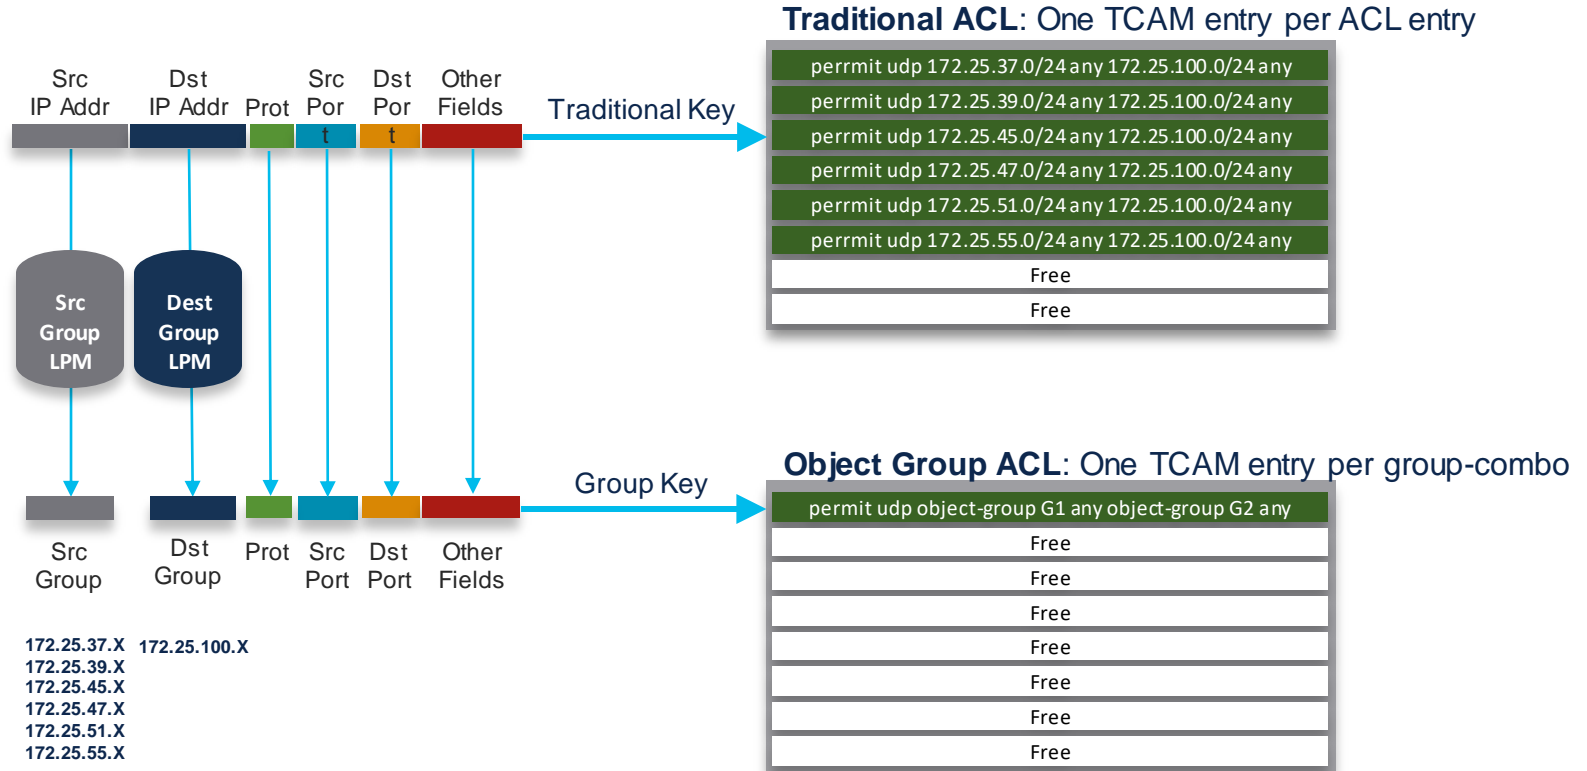 Traditional ACL: One TCAM entry per ACL entry
Src
IP Addr
Dst
IP Addr
Prot
Src
Por
t
Dst
Por
t
Other
Fields
Traditional Key
perrmit udp 172.25.37.0/24 any 172.25.100.0/24 any
perrmit udp 172.25.39.0/24 any 172.25.100.0/24 any
perrmit udp 172.25.45.0/24 any 172.25.100.0/24 any
perrmit udp 172.25.47.0/24 any 172.25.100.0/24 any
perrmit udp 172.25.51.0/24 any 172.25.100.0/24 any
perrmit udp 172.25.55.0/24 any 172.25.100.0/24 any
Free
Free
Src
Group
LPM
Dest
Group
LPM
Object Group ACL: One TCAM entry per group-combo
Group Key
permit udp object-group G1 any object-group G2 any
Free
Free
Free
Free
Free
Free
Free
Src
Group
Dst
Group
Prot
Src
Port
Dst
Port
Other
Fields
172.25.37.X
172.25.39.X
172.25.45.X
172.25.47.X
172.25.51.X
172.25.55.X
172.25.100.X